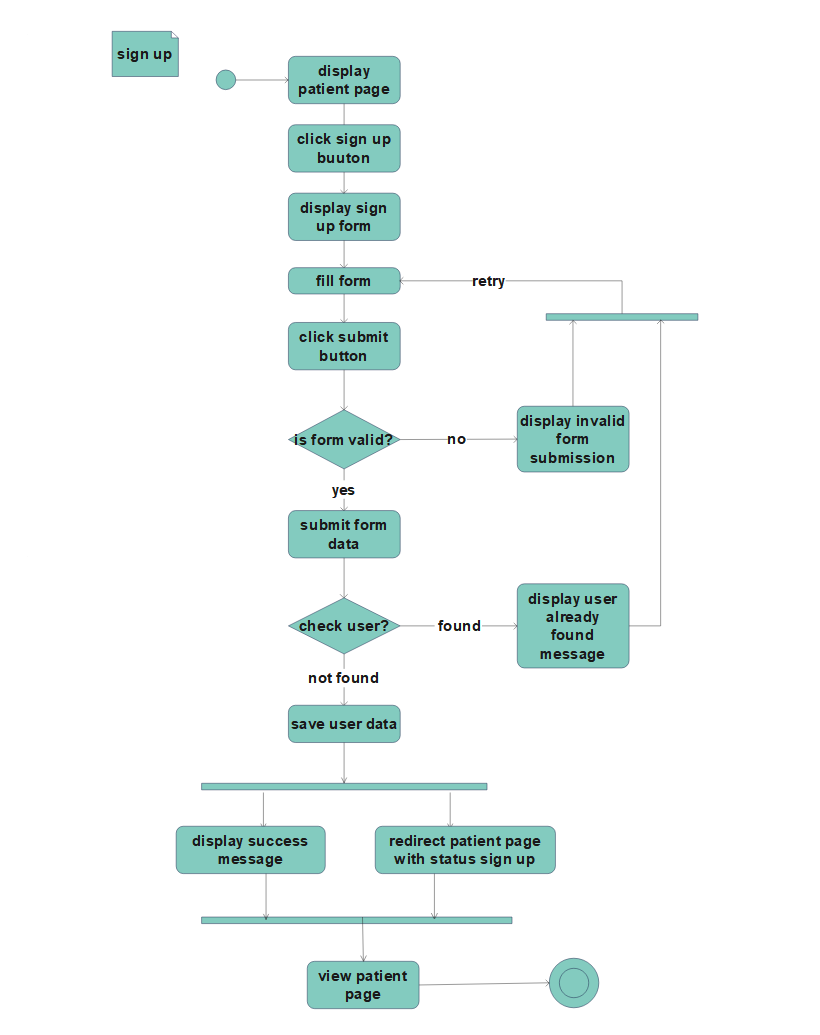 sign up
display
patient page
click sign up
buuton
display sign
up form
fill form
retry
click submit
button
is form valid?
no
display invalid
form
submission
yes
submit form
data
check user?
found
display user
already
found
message
not found
save user data
display success
message
redirect patient page
with status sign up
view patient
page